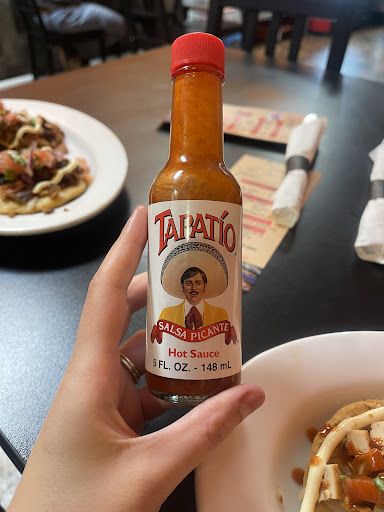 TAPATÍO
SALSA PICANTE
Hot Sauce
5 FL. OZ. - 148 mL